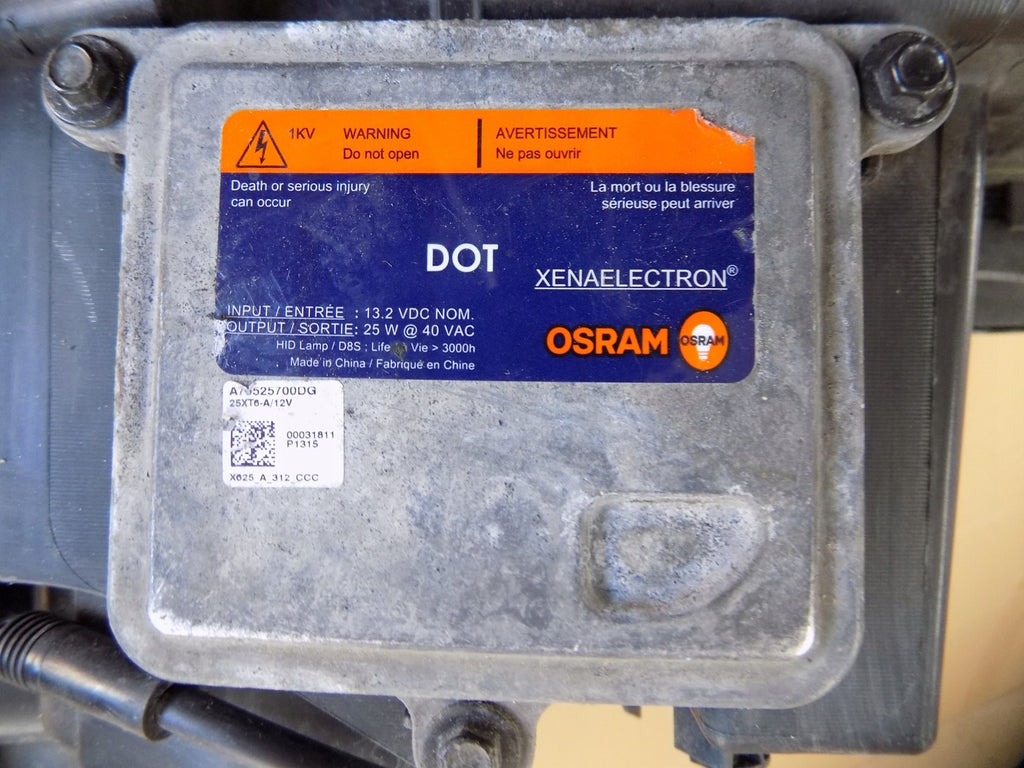 1KV
WARNING
Do not open
AVERTISSEMENT
Ne pas ouvrir
Death or serious injury
can occur
La mort ou la blessure
sérieuse peut arriver
DOT
XENAELECTRON®
INPUT / ENTRÉE : 13.2 VDC NOM.
OUTPUT / SORTIE: 25 W @ 40 VAC
HID Lamp / D8S ; Life Vie > 3000h
Made in China / Fabriqué en Chine
OSRAM
OSRAM
25XT6-A/12V
00031811
P1315
X625_A_312_CCC